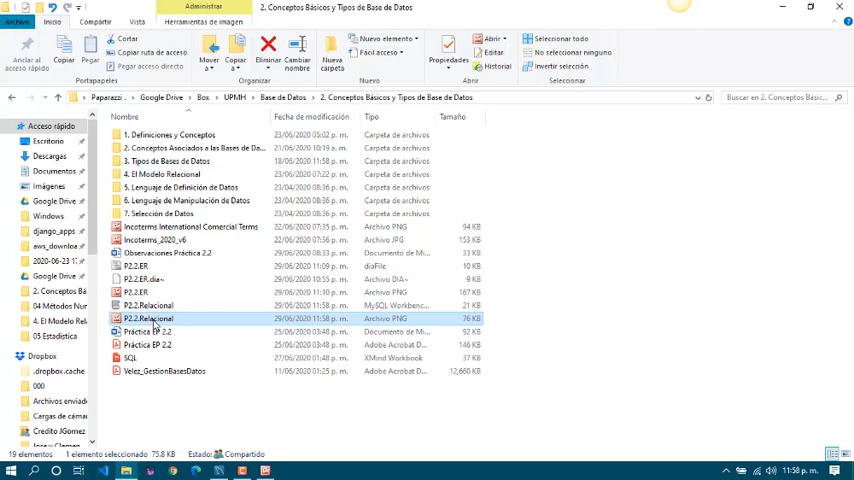 Administrar
2. Conceptos Básicos y Tipos de Base de Datos
Archivo
Inicio
Compartir
Vista
Herramientas de imagen
Anclar al acceso rápido
Copiar
Pegar
Cortar
Copiar ruta de acceso
Pegar acceso directo
Portapapeles
Mover a
Copiar a
Eliminar
Cambiar nombre
Organizar
Nueva carpeta
Nuevo elemento
Fácil acceso
Nuevo
Propiedades
Abrir
Editar
Historial
Abrir
Seleccionar todo
No seleccionar ninguno
Invertir selección
Seleccionar
Paparazzi . > Google Drive > Box > UPMH > Base de Datos > 2. Conceptos Básicos y Tipos de Base de Datos
Buscar en 2. Conceptos Básic...
Nombre Fecha de modificación Tipo Tamaño
Acceso rápido
Escritorio
Descargas
Documentos
Imágenes
Google Drive
Windows
django_apps
aws_downloa
2020-06-23 17
Google Drive
2. Conceptos Bás
04 Métodos Num
4. El Modelo Rela
05 Estadistica
Dropbox
.dropbox.cache
000
Archivos enviado
Cargas de cámar
Credito JGomez
Jose y Clemen
1. Definiciones y Conceptos 23/06/2020 05:02 p. m. Carpeta de archivos
2. Conceptos Asociados a las Bases de Da... 21/06/2020 10:19 a. m. Carpeta de archivos
3. Tipos de Bases de Datos 18/06/2020 11:58 p. m. Carpeta de archivos
4. El Modelo Relacional 23/06/2020 05:02 p. m. Carpeta de archivos
5. Lenguaje de Definición de Datos 23/04/2020 08:36 p. m. Carpeta de archivos
6. Lenguaje de Manipulación de Datos 23/04/2020 08:36 p. m. Carpeta de archivos
7. Selección de Datos 23/04/2020 08:36 p. m. Carpeta de archivos
Incoterms International Comercial Terms 22/06/2020 07:35 p. m. Archivo PNG 94 KB
Incoterms_2020_v6 22/06/2020 07:36 p. m. Archivo JPG 153 KB
Observaciones Práctica 2.2 29/06/2020 08:33 p. m. Documento de Mi... 39 KB
P2.2.ER 29/06/2020 11:09 p. m. diaFile 10 KB
P2.2.ER.dia~ 29/06/2020 10:55 p. m. Archivo DIA~ 9 KB
P2.2.ER 29/06/2020 11:10 p. m. Archivo PNG 167 KB
P2.2.Relacional 29/06/2020 11:58 p. m. MySQL Workbenc... 21 KB
P2.2.Relacional 29/06/2020 11:58 p. m. Archivo PNG 76 KB
Práctica EP 2.2 25/06/2020 03:48 p. m. Documento de Mi... 92 KB
Práctica EP 2.2 25/06/2020 03:48 p. m. Adobe Acrobat D... 146 KB
SQL 27/06/2020 01:48 p. m. XMind Workbook 37 KB
Velez_GestionBasesDatos 11/06/2020 01:25 p. m. Adobe Acrobat D... 12,660 KB
19 elementos 1 elemento seleccionado 75.8 KB Estado: Compartido
11:58 p. m.